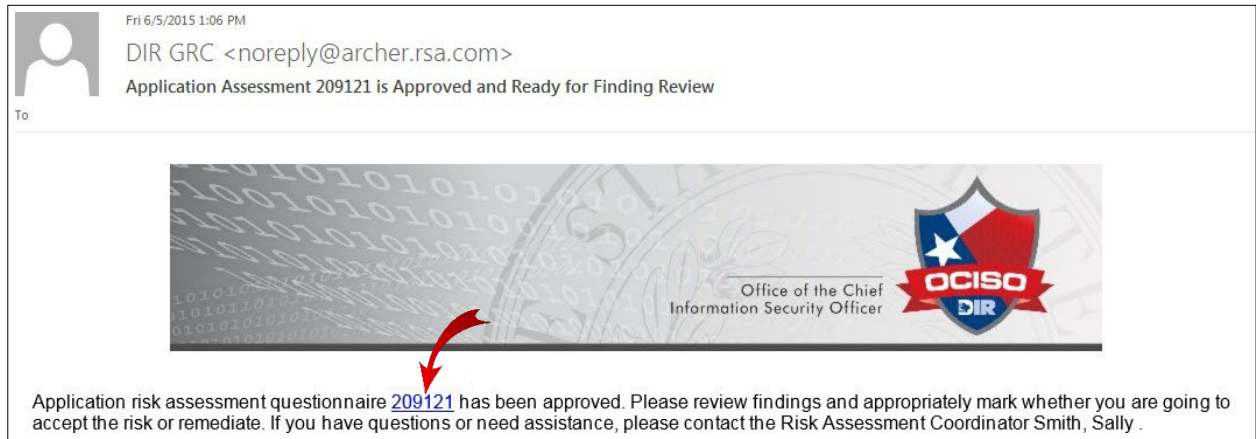 Fri 6/5/2015 1:06 PM
DIR GRC <noreply@archer.rsa.com>
Application Assessment 209121 is Approved and Ready for Finding Review
To
Office of the Chief
Information Security Officer
OCISO
DIR
Application risk assessment questionnaire 209121 has been approved. Please review findings and appropriately mark whether you are going to
accept the risk or remediate. If you have questions or need assistance, please contact the Risk Assessment Coordinator Smith, Sally .